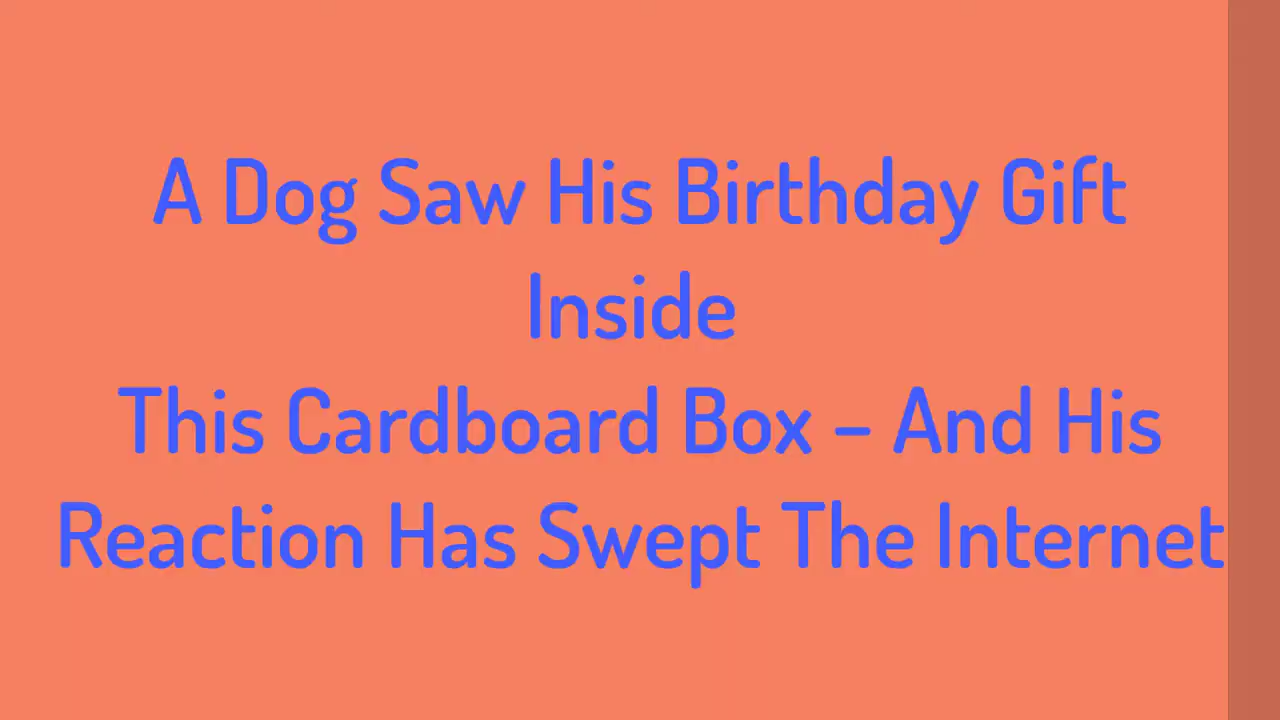 A Dog Saw His Birthday Gift
Inside
This Cardboard Box – And His
Reaction Has Swept The Internet